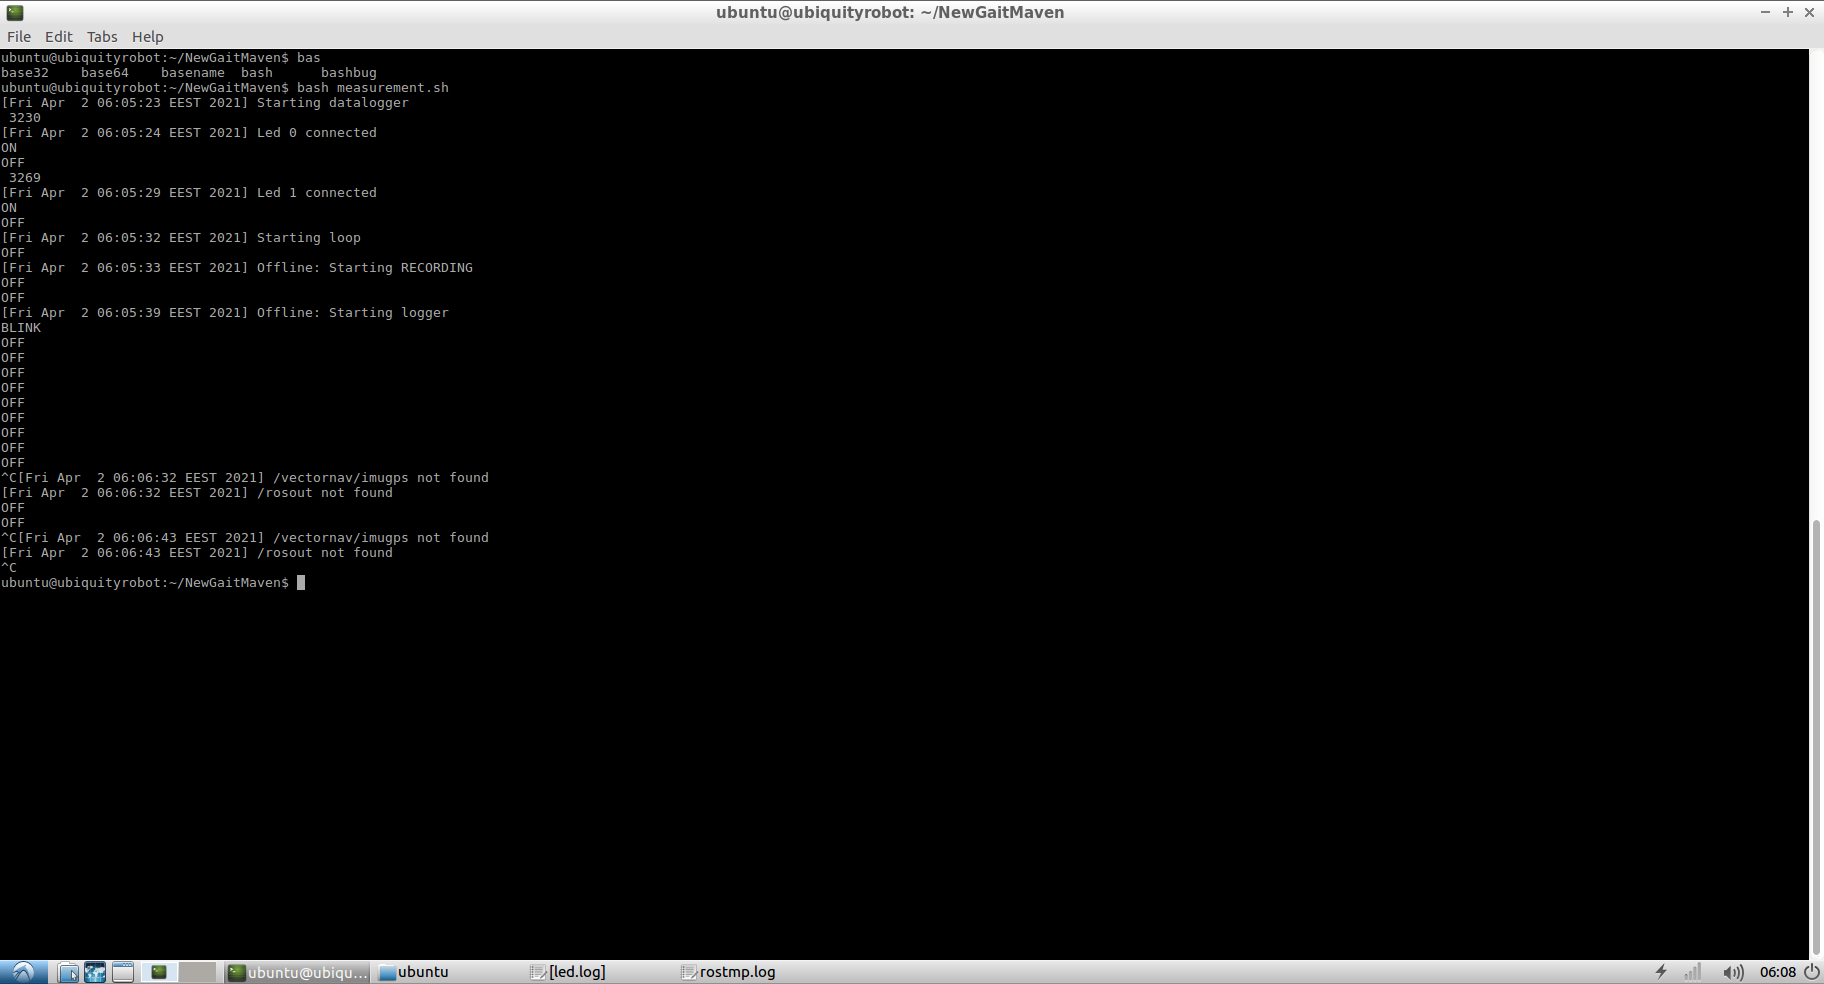 ubuntu@ubiquityrobot: ~/NewGaitMaven
File Edit Tabs Help
ubuntu@ubiquityrobot:~/NewGaitMaven$ bas
base32    base64    basename  bash      bashbug
ubuntu@ubiquityrobot:~/NewGaitMaven$ bash measurement.sh
[Fri Apr  2 06:05:23 EEST 2021] Starting datalogger
 3230
[Fri Apr  2 06:05:24 EEST 2021] Led 0 connected
ON
OFF
 3269
[Fri Apr  2 06:05:29 EEST 2021] Led 1 connected
ON
OFF
[Fri Apr  2 06:05:32 EEST 2021] Starting loop
OFF
[Fri Apr  2 06:05:33 EEST 2021] Offline: Starting RECORDING
OFF
OFF
[Fri Apr  2 06:05:39 EEST 2021] Offline: Starting logger
BLINK
OFF
OFF
OFF
OFF
OFF
OFF
OFF
OFF
OFF
^C[Fri Apr  2 06:06:32 EEST 2021] /vectornav/imugps not found
[Fri Apr  2 06:06:32 EEST 2021] /rosout not found
OFF
OFF
^C[Fri Apr  2 06:06:43 EEST 2021] /vectornav/imugps not found
[Fri Apr  2 06:06:43 EEST 2021] /rosout not found
^C
ubuntu@ubiquityrobot:~/NewGaitMaven$
ubuntu@ubiqu... ubuntu [led.log] rostmp.log 06:08